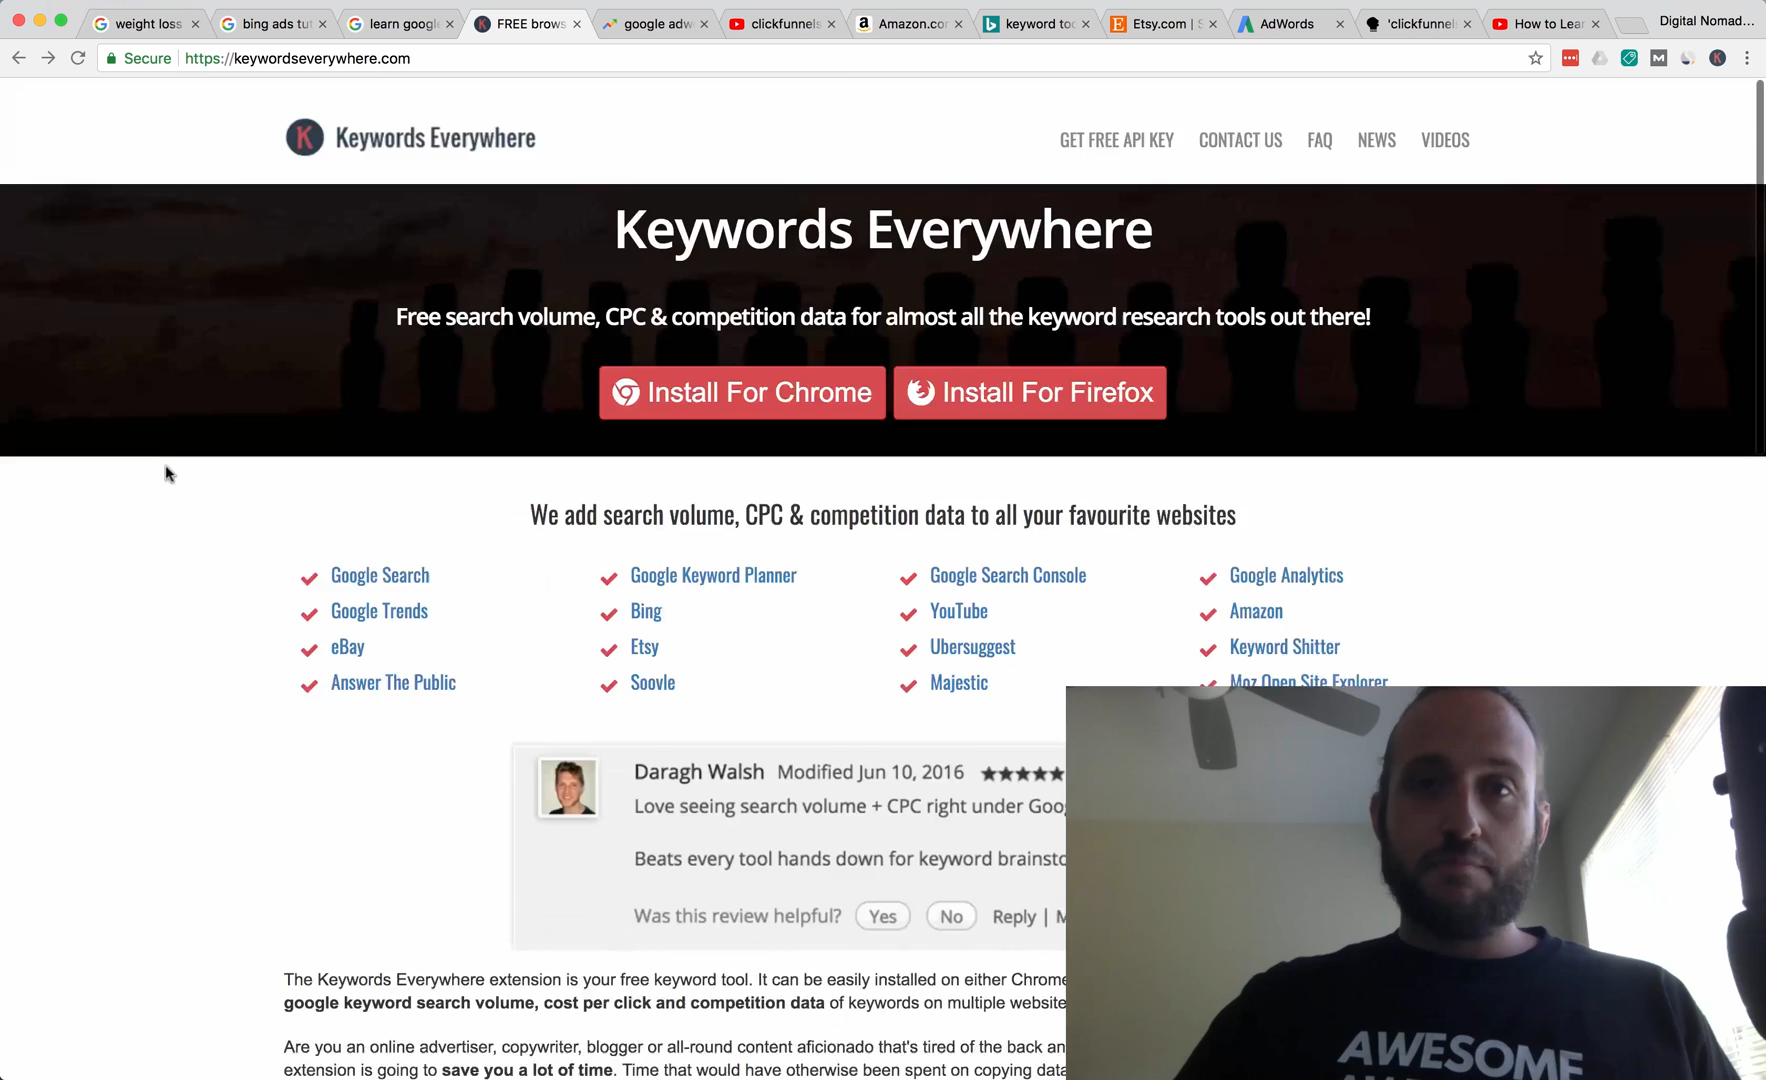 weight loss
bing ads tut
learn google
FREE brows
google adw
clickfunnels
Amazon.com
keyword too
Etsy.com | S
AdWords
'clickfunnel
How to Lear
Digital Nomad...
Secure https://keywordseverywhere.com
K Keywords Everywhere
GET FREE API KEY CONTACT US FAQ NEWS VIDEOS
Keywords Everywhere
Free search volume, CPC & competition data for almost all the keyword research tools out there!
Install For Chrome Install For Firefox
We add search volume, CPC & competition data to all your favourite websites
Google Search Google Keyword Planner Google Search Console Google Analytics
Google Trends Bing YouTube Amazon
eBay Etsy Ubersuggest Keyword Shitter
Answer The Public Soovle Majestic Moz Open Site Explorer
Daragh Walsh Modified Jun 10, 2016
Love seeing search volume + CPC right under Goo
Beats every tool hands down for keyword brainsto
Was this review helpful? Yes No Reply |
The Keywords Everywhere extension is your free keyword tool. It can be easily installed on either Chrome
google keyword search volume, cost per click and competition data of keywords on multiple website
Are you an online advertiser, copywriter, blogger or all-round content aficionado that's tired of the back an
extension is going to save you a lot of time. Time that would have otherwise been spent on copying data
AWESOME